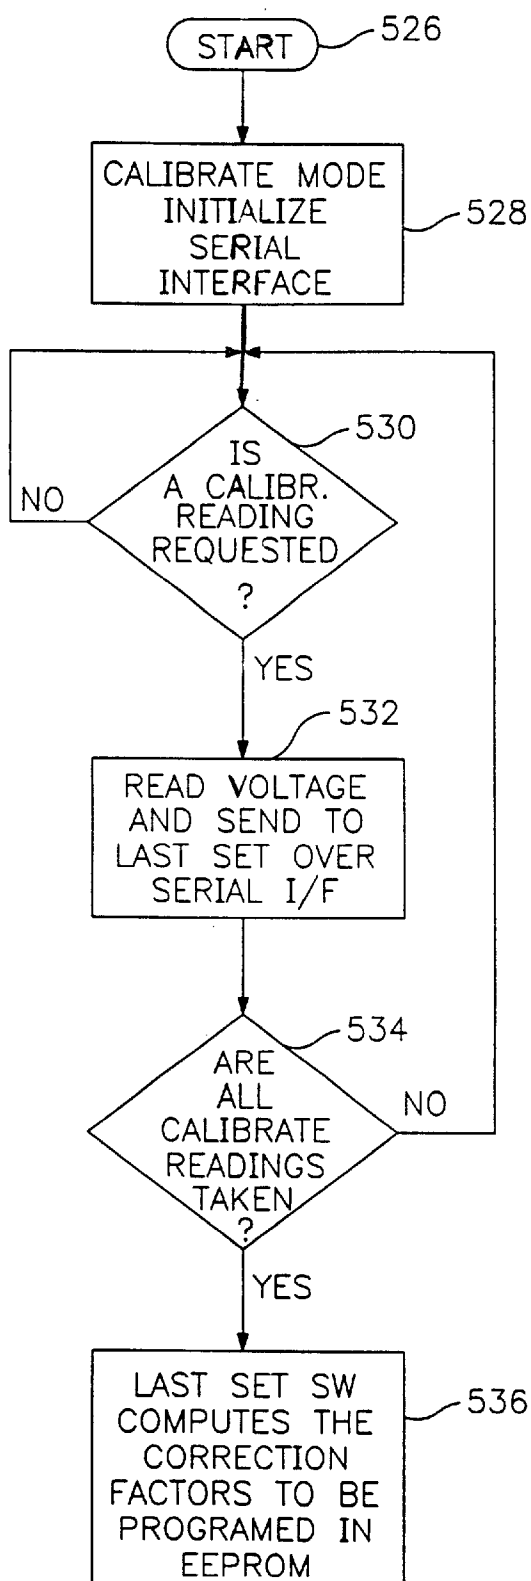 START
526
CALIBRATE MODE
INITIALIZE
SERIAL
INTERFACE
528
530
IS
A CALIBR.
READING
REQUESTED
?
NO
YES
532
READ VOLTAGE
AND SEND TO
LAST SET OVER
SERIAL I/F
534
ARE
ALL
CALIBRATE
READINGS
TAKEN
?
NO
YES
LAST SET SW
COMPUTES THE
CORRECTION
FACTORS TO BE
PROGRAMED IN
EEPROM
536